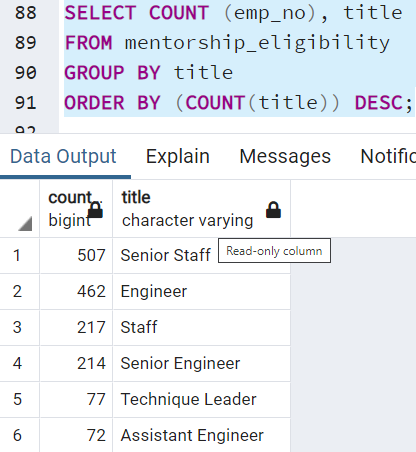 88 SELECT COUNT (emp_no), title
89 FROM mentorship_eligibility
90 GROUP BY title
91 ORDER BY (COUNT(title)) DESC;
92
Data Output Explain Messages Notific
count title
bigint character varying
1 507 Senior Staff
Read-only column
2 462 Engineer
3 217 Staff
4 214 Senior Engineer
5 77 Technique Leader
6 72 Assistant Engineer